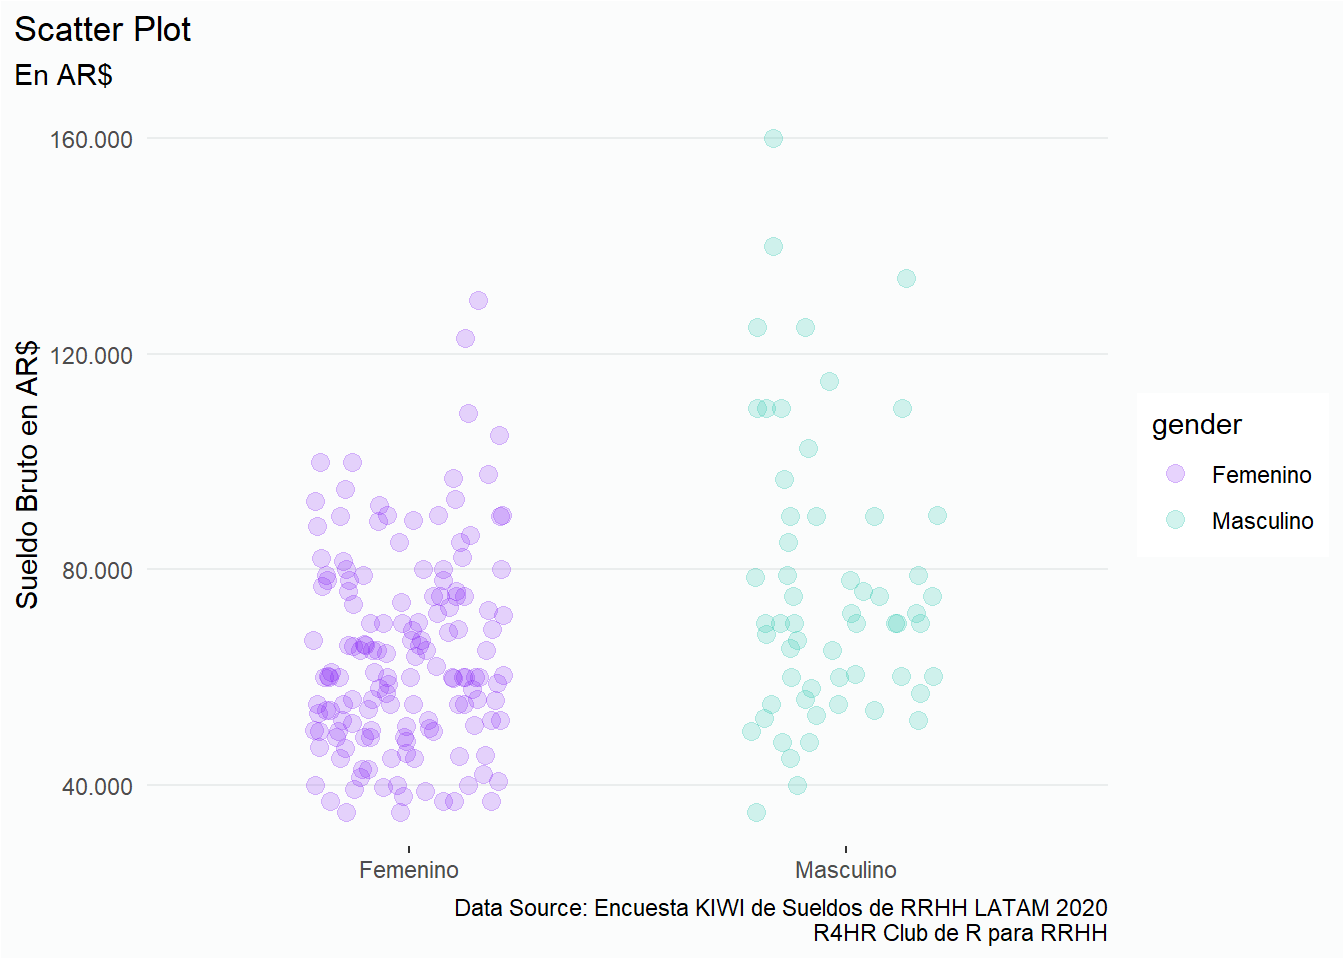 Scatter Plot
En AR$
Sueldo Bruto en AR$
160.000
120.000
80.000
40.000
Femenino
Masculino
gender
Femenino
Masculino
Data Source: Encuesta KIWI de Sueldos de RRHH LATAM 2020
R4HR Club de R para RRHH